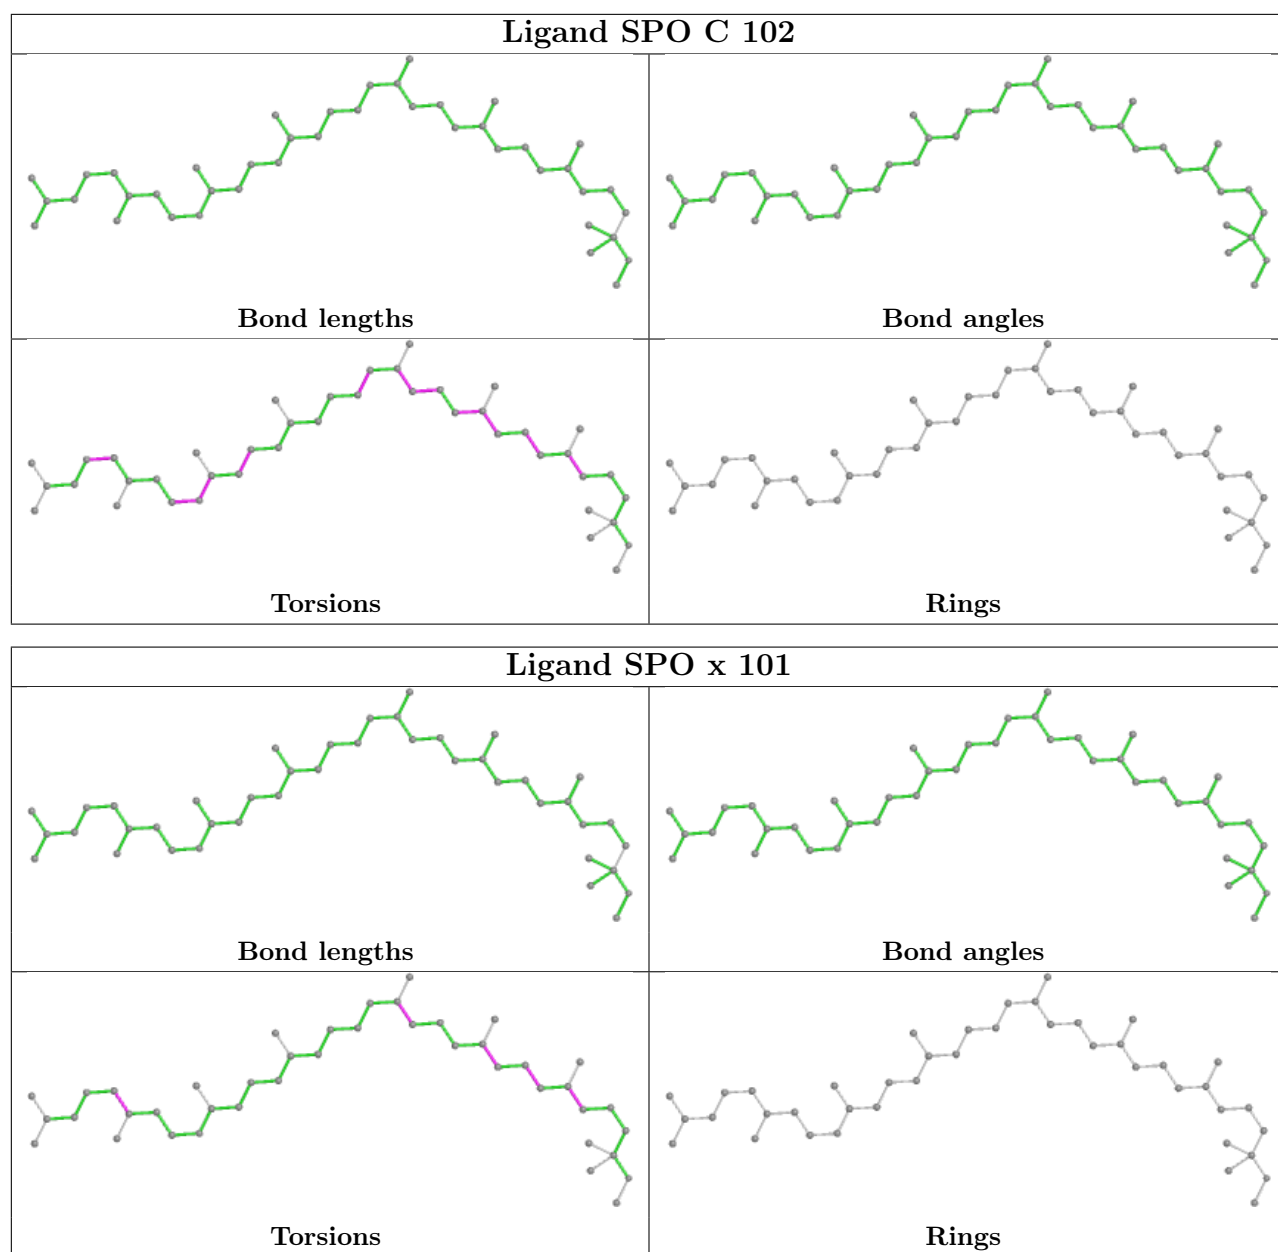 Ligand SPO C 102
Bond lengths
Bond angles
Torsions
Rings
Ligand SPO x 101
Bond lengths
Bond angles
Torsions
Rings